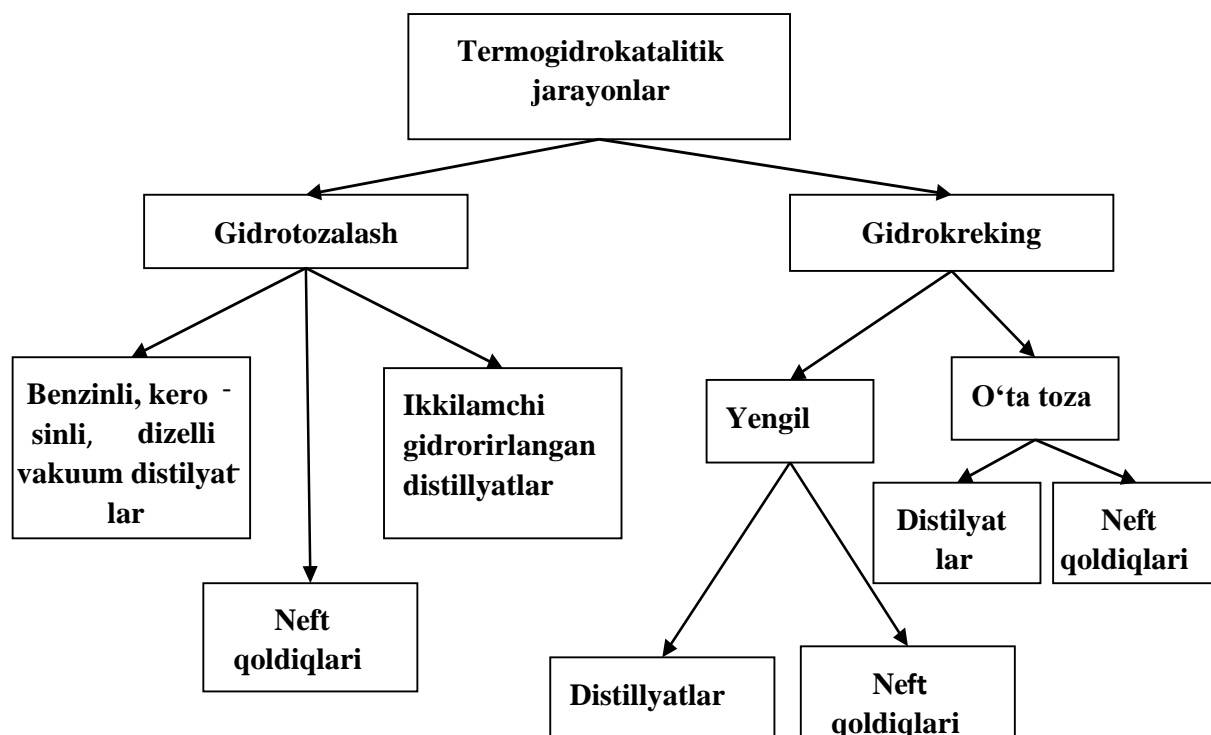 Termogidrokatalitik
jarayonlar
Gidrotozalash
Gidrokreking
Benzinli, kero -
sinli, dizelli
vakuum distilyat-
lar
Ikkilamchi
gidrorirlangan
distillyatlar
Yengil
O‘ta toza
Distilyat
lar
Neft
qoldiqlari
Neft
qoldiqlari
Distillyatlar
Neft
qoldiqlari